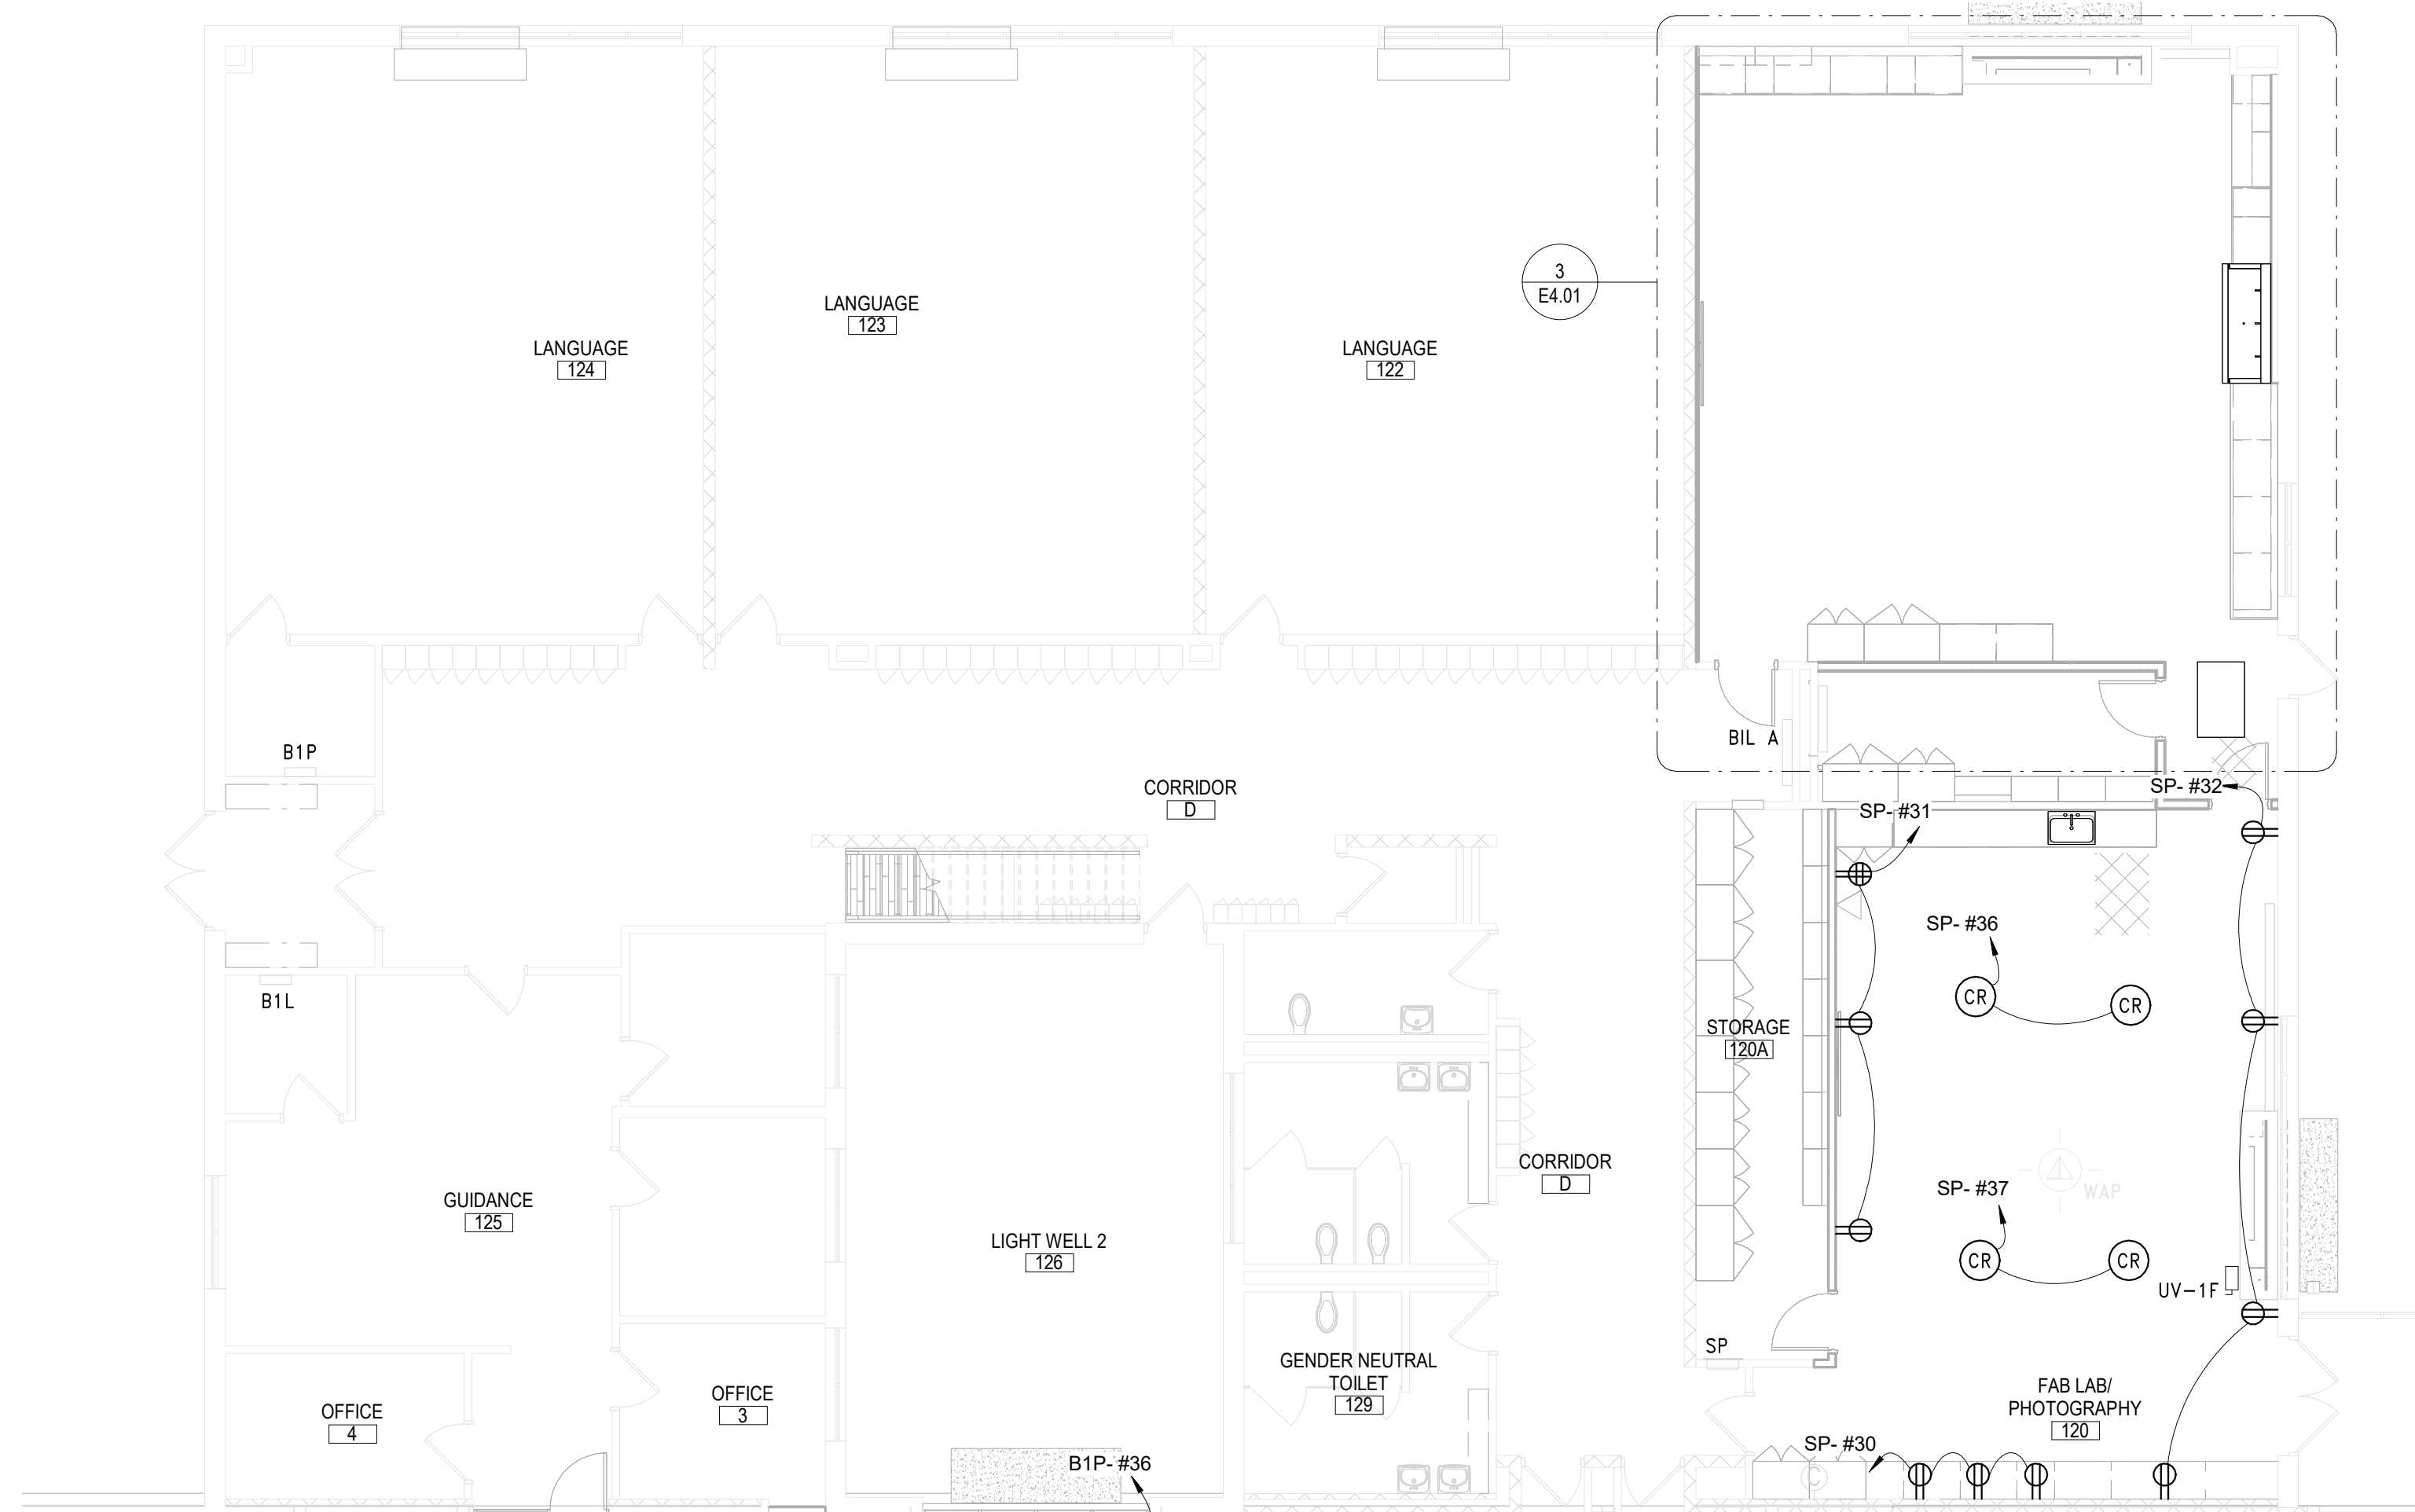 3
E4.01
LANGUAGE
123
LANGUAGE
124
LANGUAGE
122
BIL A
B1P
CORRIDOR
D
SP- #32
SP- #31
SP- #36
CR
CR
B1L
STORAGE
120A
CORRIDOR
D
SP- #37
WAP
GUIDANCE
125
LIGHT WELL 2
126
CR
CR
UV-1F
SP
GENDER NEUTRAL
TOILET
129
FAB LAB/
PHOTOGRAPHY
120
OFFICE
3
OFFICE
4
SP- #30
B1P- #36
C